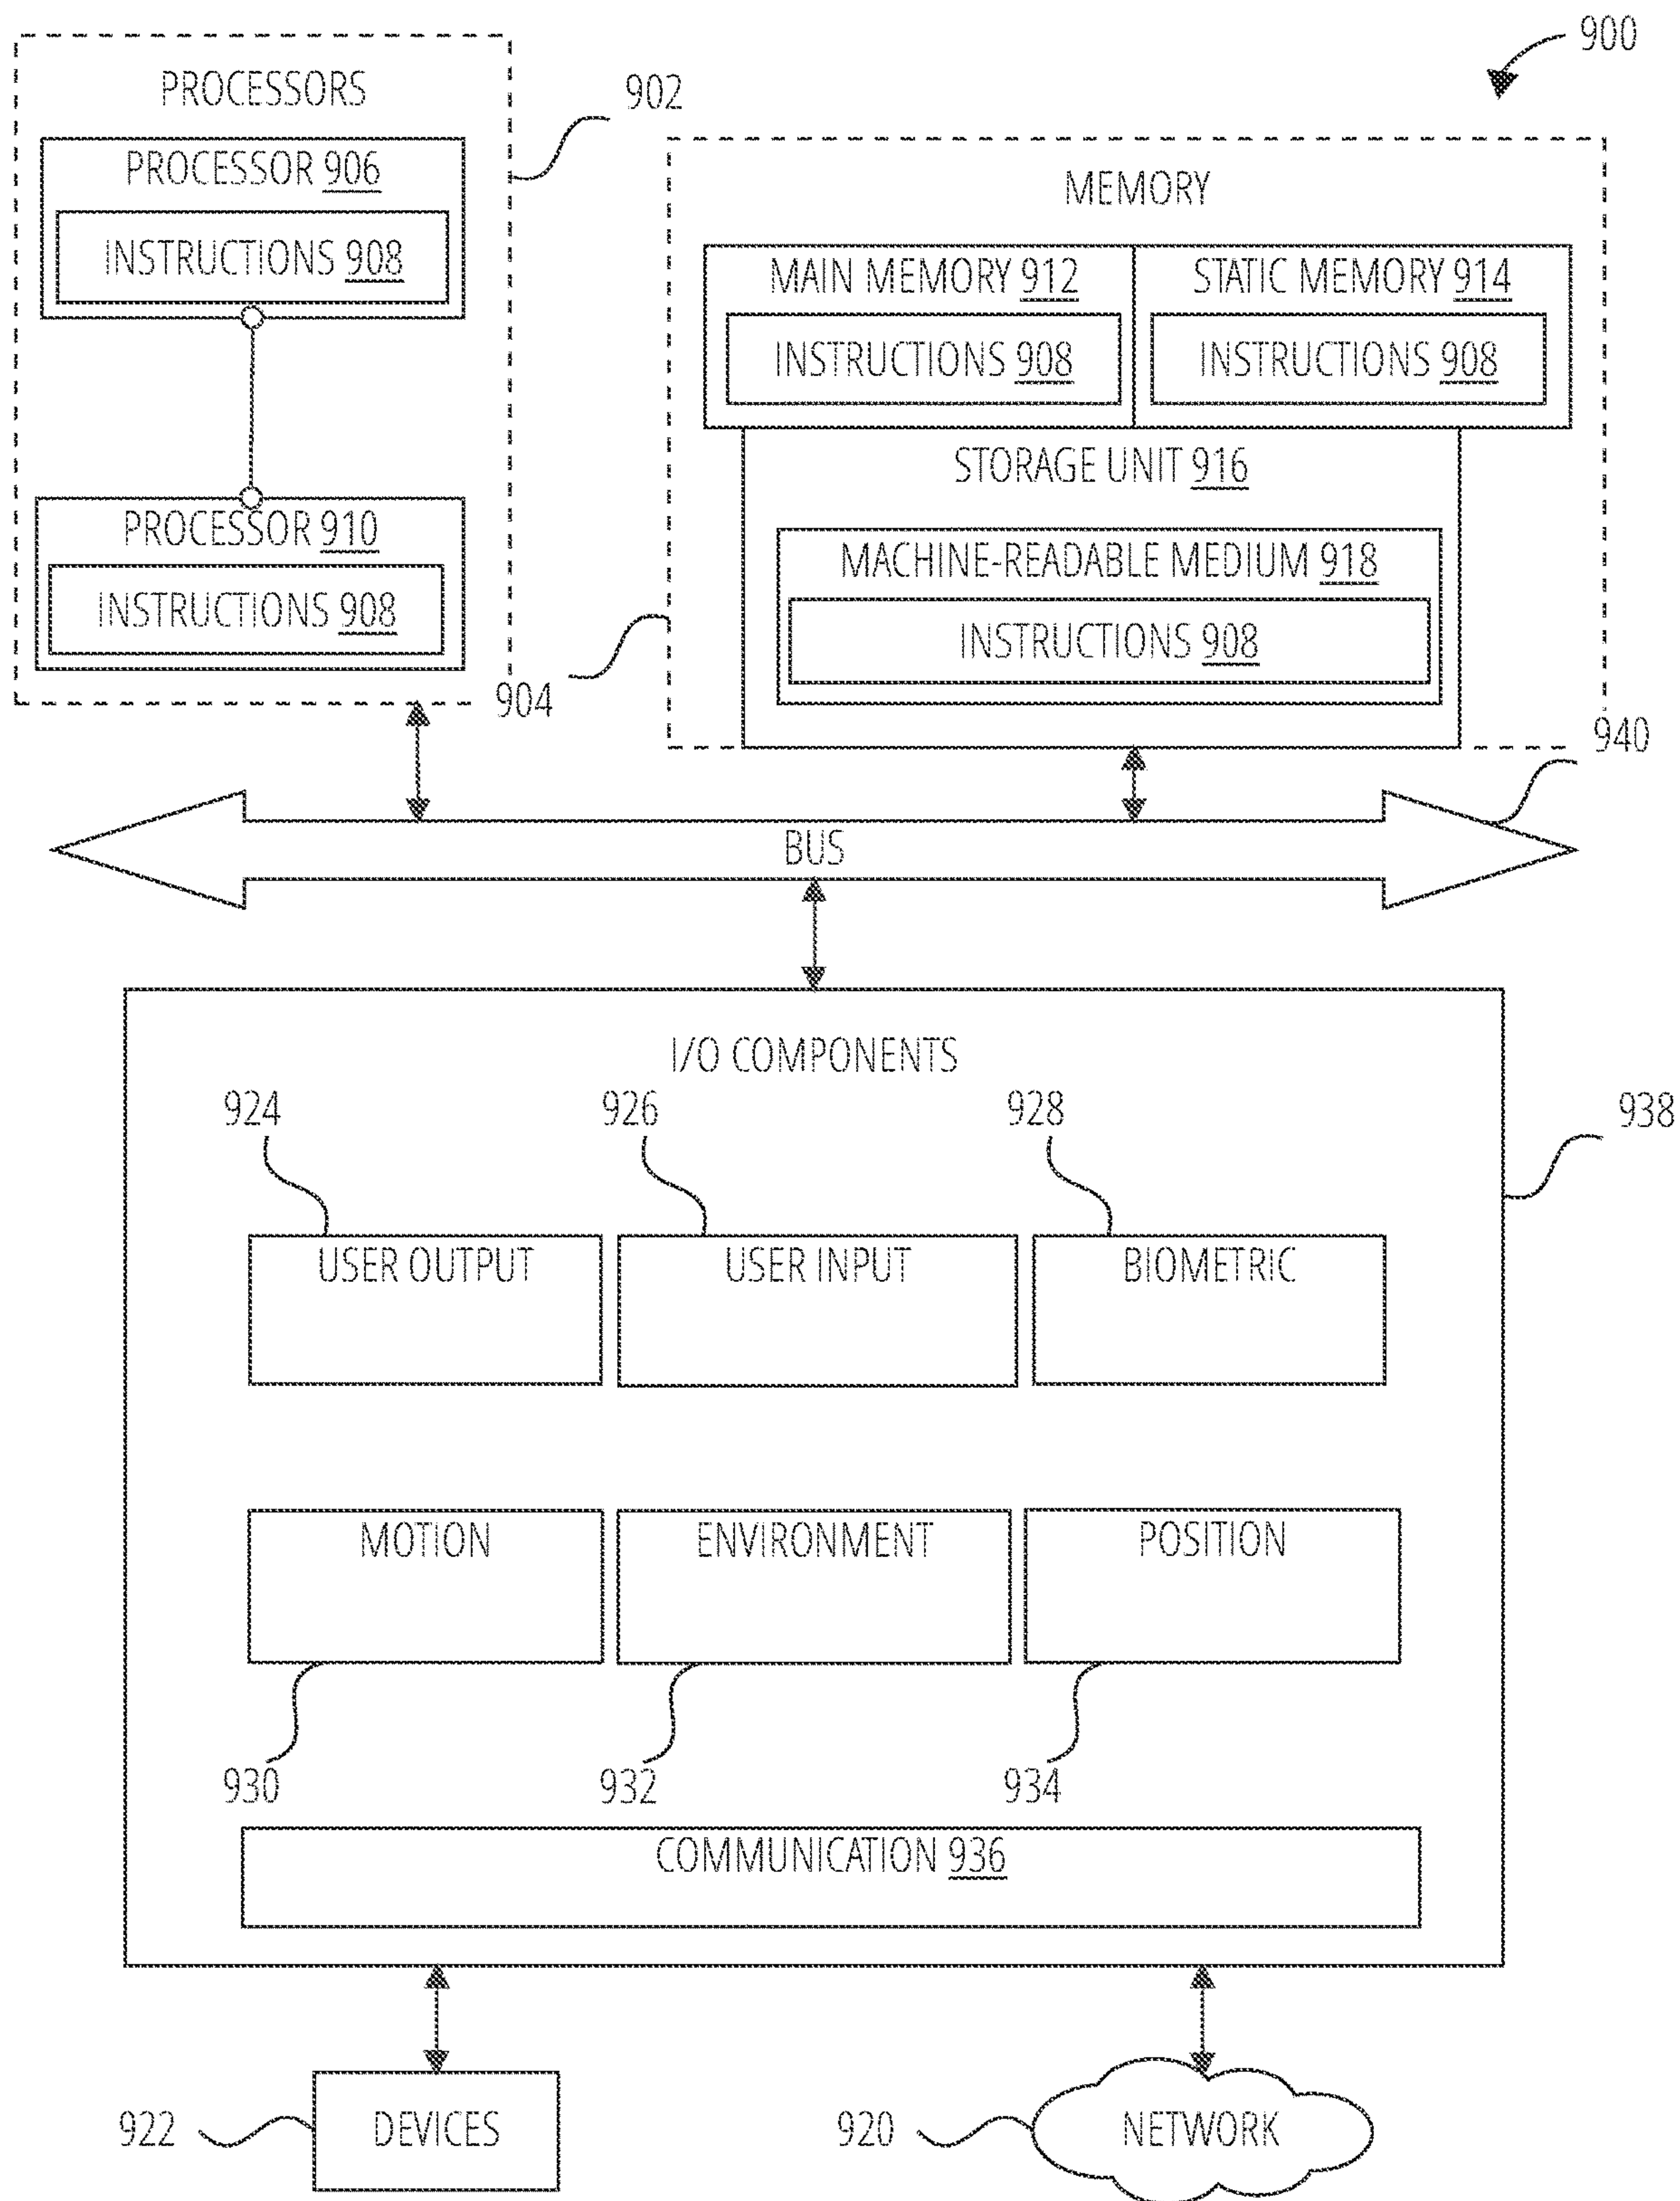 900
PROCESSORS
902
PROCESSOR 906
INSTRUCTIONS 908
PROCESSOR 910
INSTRUCTIONS 908
904
MEMORY
MAIN MEMORY 912
INSTRUCTIONS 908
STATIC MEMORY 914
INSTRUCTIONS 908
STORAGE UNIT 916
MACHINE-READABLE MEDIUM 918
INSTRUCTIONS 908
940
BUS
I/O COMPONENTS
938
924
926
928
USER OUTPUT
USER INPUT
BIOMETRIC
MOTION
ENVIRONMENT
POSITION
930
932
934
COMMUNICATION 936
922
DEVICES
920
NETWORK